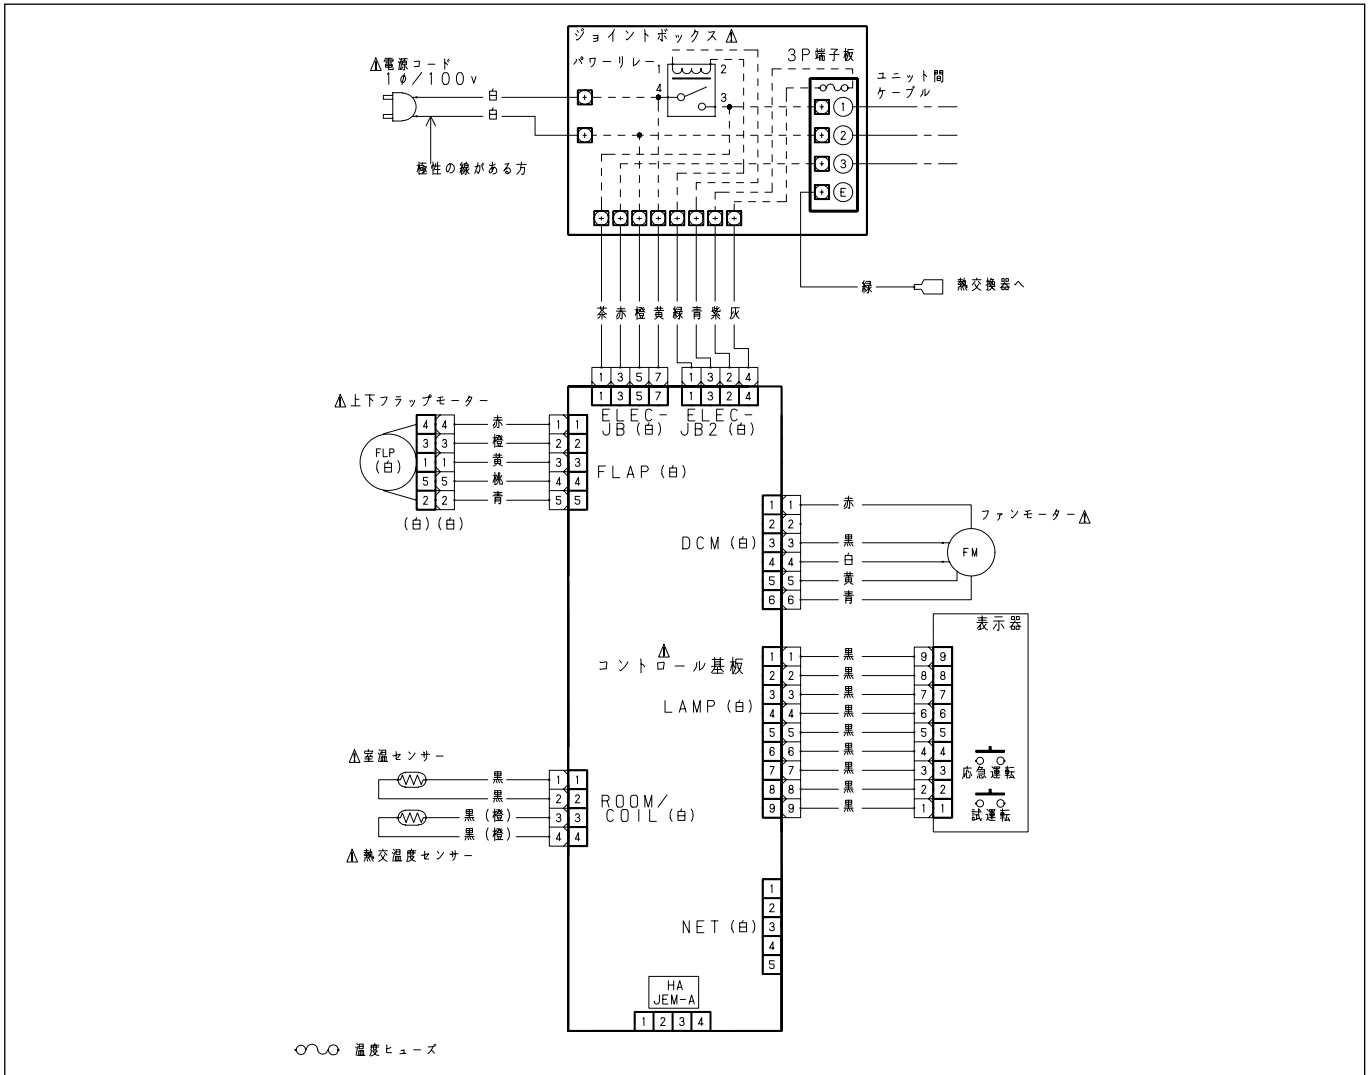 ジョイントボックス⚠
パワーリレー
1
2
4
3
3P端子板
⚠電源コード
1φ/100v
白
白
極性の線がある方
ユニット間
ケーブル
1
2
3
E
緑
熱交換器へ
茶 赤 橙 黄 緑 青 紫 灰
1 3 5 7
1 3 2 4
1 3 5 7
1 3 2 4
ELEC-
JB (白)
ELEC-
JB2 (白)
⚠上下フラップモーター
FLP
(白)
4 4 赤 1 1
3 3 橙 2 2
1 1 黄 3 3
5 5 桃 4 4
2 2 青 5 5
(白) (白)
FLAP (白)
DCM (白)
1 1 赤
2 2
3 3 黒
4 4 白
5 5 黄
6 6 青
ファンモーター⚠
FM
表示器
⚠
コントロール基板
LAMP (白)
1 1 黒 9 9
2 2 黒 8 8
3 3 黒 7 7
4 4 黒 6 6
5 5 黒 5 5
6 6 黒 4 4
7 7 黒 3 3
8 8 黒 2 2
9 9 黒 1 1
応急運転
試運転
⚠室温センサー
黒 1 1
黒 2 2
黒 (橙) 3 3
黒 (橙) 4 4
⚠熱交温度センサー
ROOM/
COIL (白)
NET (白)
1
2
3
4
5
HA
JEM-A
1 2 3 4
温度ヒューズ